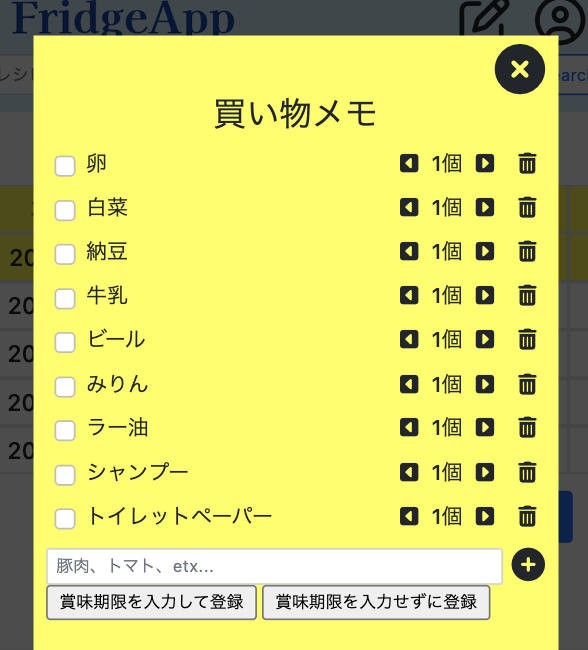 FridgeApp
レシ
earc
買い物メモ
卵 1個
白菜 1個
納豆 1個
牛乳 1個
ビール 1個
みりん 1個
ラー油 1個
シャンプー 1個
トイレットペーパー 1個
豚肉、トマト、etx...
賞味期限を入力して登録 賞味期限を入力せずに登録
20
20
20
20
20